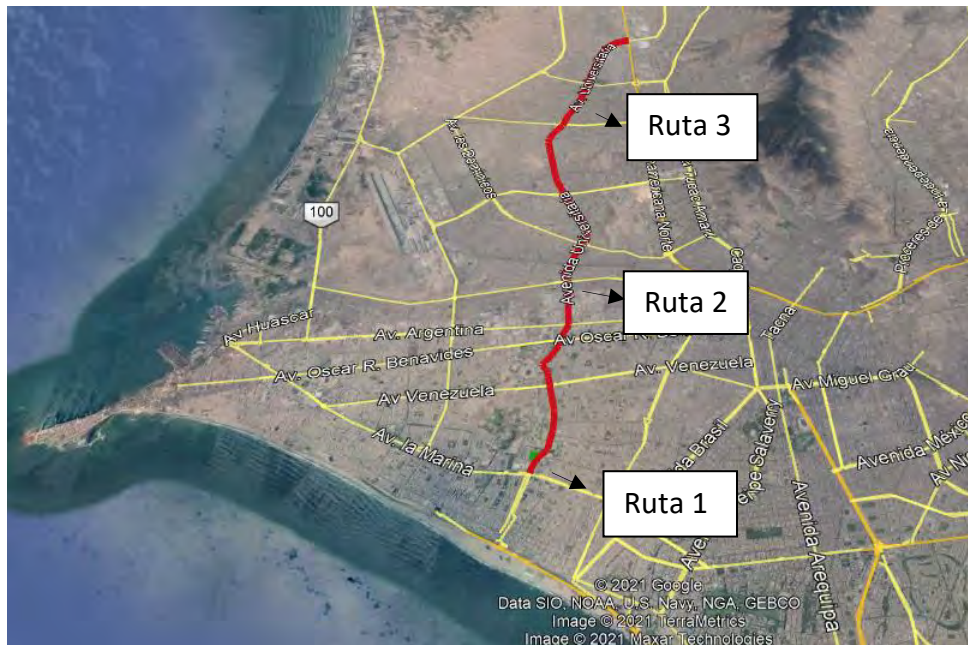 Av. Universitaria
Ruta 3
100
Avenida Universitaria
Ruta 2
Av Huascar
Av. Argentina
Av Oscar R.
Tacna
Av. Oscar R. Benavides
Av. Venezuela
Av Venezuela
Av Miguel Grau
Proceres de
Av. la Marina
Avenida México
Ruta 1
Avenida Arequipa
© 2021 Google
Data SIO, NOAA, U.S. Navy, NGA, GEBCO
Image © 2021 TerraMetrics
Image © 2021 Maxar Technologies